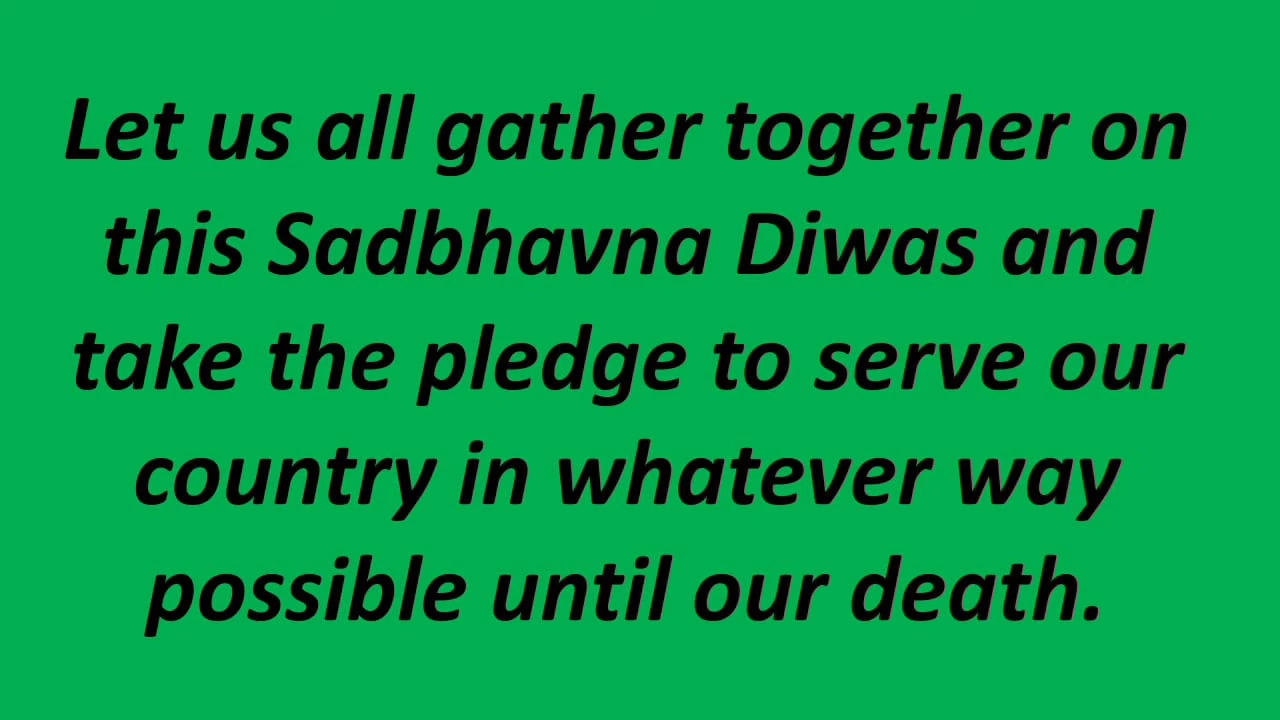 Let us all gather together on
this Sadbhavna Diwas and
take the pledge to serve our
country in whatever way
possible until our death.